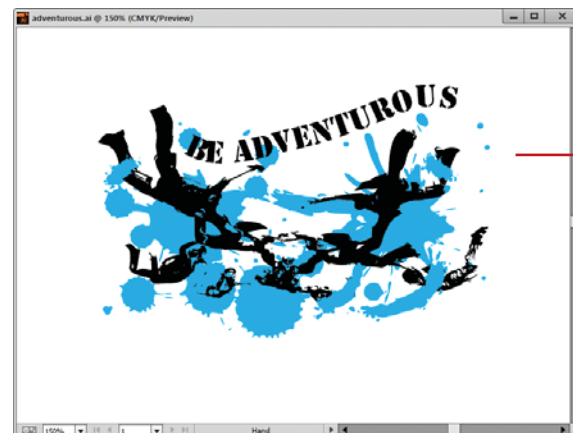 adventurous.ai @ 150% (CMYK/Preview)
BE ADVENTUROUS
150% 1 Hand